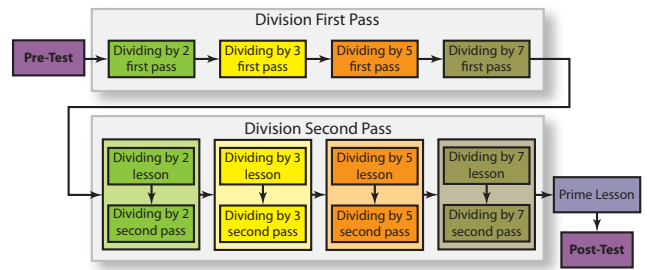 Division First Pass
Pre-Test
Dividing by 2
first pass
Dividing by 3
first pass
Dividing by 5
first pass
Dividing by 7
first pass
Division Second Pass
Dividing by 2
lesson
Dividing by 2
second pass
Dividing by 3
lesson
Dividing by 3
second pass
Dividing by 5
lesson
Dividing by 5
second pass
Dividing by 7
lesson
Dividing by 7
second pass
Prime Lesson
Post-Test